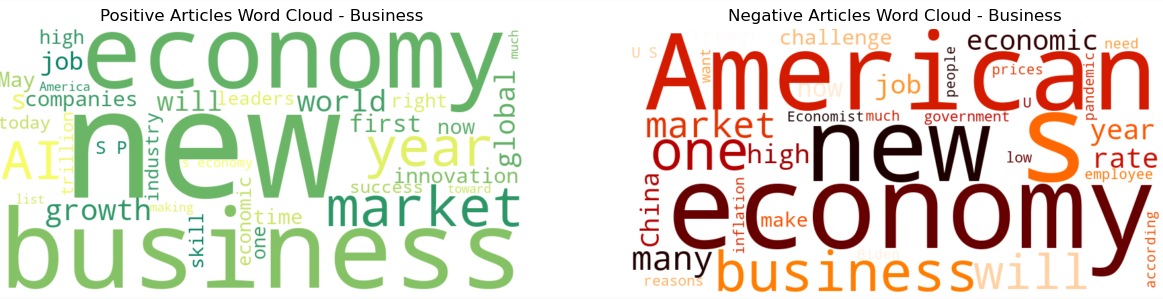 Positive Articles Word Cloud - Business
high
economy
much
job
May
America
s
companies
will
leaders
world
right
global
today
trillion
new
S P
industry
first
now
AI
s economy
year
innovation
success
toward
list
making
growth
skill
economic
one
time
market
business
Negative Articles Word Cloud - Business
U S
want
challenge
people
economic
need
American
prices
pandemic
now
job
U
Economist
much
government
market
new
s
year
one
high
low
rate
employee
China
inflation
economy
make
many
reasons
business
will
according